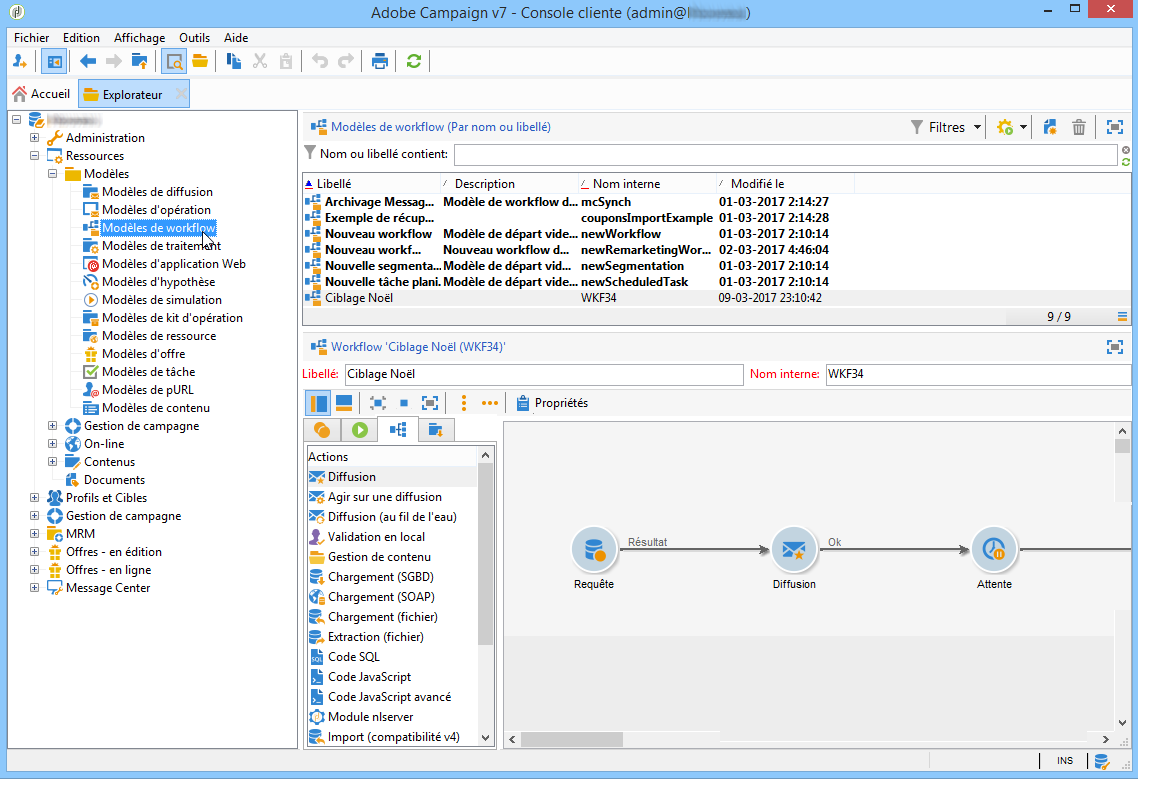 Adobe Campaign v7 - Console cliente (admin@l )
Fichier Edition Affichage Outils Aide
Accueil Explorateur
Administration
Ressources
Modèles
Modèles de diffusion
Modèles d'opération
Modèles de workflow
Modèles de traitement
Modèles d'application Web
Modèles d'hypothèse
Modèles de simulation
Modèles de kit d'opération
Modèles de ressource
Modèles d'offre
Modèles de tâche
Modèles de pURL
Modèles de contenu
Gestion de campagne
On-line
Contenus
Documents
Profils et Cibles
Gestion de campagne
MRM
Offres - en édition
Offres - en ligne
Message Center
Modèles de workflow (Par nom ou libellé) Filtres
Nom ou libellé contient:
Libellé Description Nom interne Modifié le
Archivage Messag... Modèle de workflow d... mcSynch 01-03-2017 2:14:27
Exemple de récup... couponsImportExample 01-03-2017 2:14:28
Nouveau workflow Modèle de départ vide... newWorkflow 01-03-2017 2:10:14
Nouveau workf... Nouveau workflow d... newRemarketingWor... 02-03-2017 4:46:04
Nouvelle segmenta... Modèle de départ vide... newSegmentation 01-03-2017 2:10:14
Nouvelle tâche plani. Modèle de départ vide... newScheduledTask 01-03-2017 2:10:14
Ciblage Noël WKF34 09-03-2017 23:10:42
9 / 9
Workflow 'Ciblage Noël (WKF34)'
Libellé: Ciblage Noël Nom interne: WKF34
Propriétés
Actions
Diffusion
Agir sur une diffusion
Diffusion (au fil de l'eau)
Validation en local
Gestion de contenu
Chargement (SGBD)
Chargement (SOAP)
Chargement (fichier)
Extraction (fichier)
Code SQL
Code JavaScript
Code JavaScript avancé
Module nlserver
Import (compatibilité v4)
Résultat Ok
Requête Diffusion Attente
INS